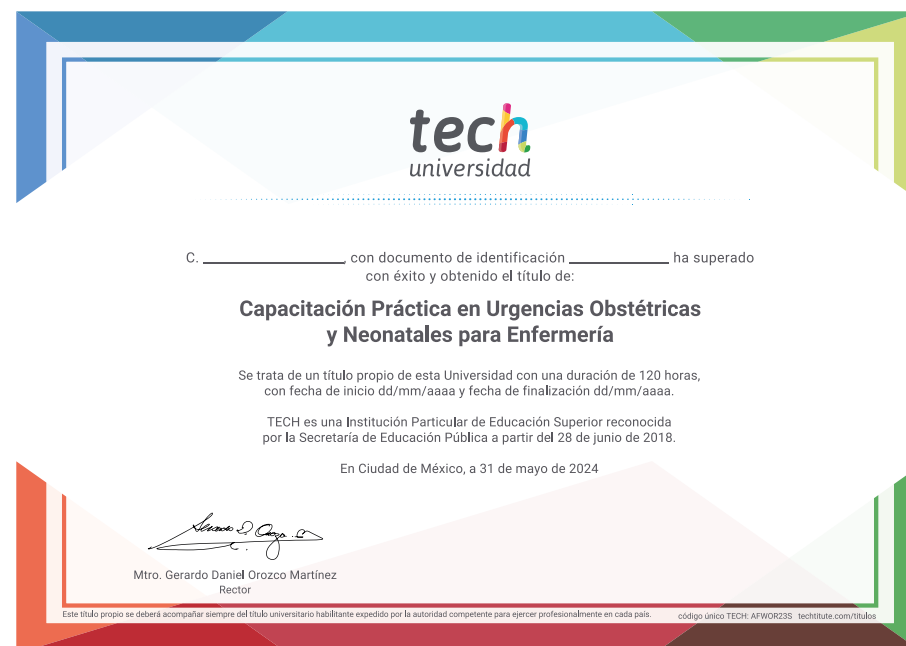 tech
universidad
C. ____________________, con documento de identificación ______________ ha superado
con éxito y obtenido el título de:
Capacitación Práctica en Urgencias Obstétricas
y Neonatales para Enfermería
Se trata de un título propio de esta Universidad con una duración de 120 horas,
con fecha de inicio dd/mm/aaaa y fecha de finalización dd/mm/aaaa.
TECH es una Institución Particular de Educación Superior reconocida
por la Secretaría de Educación Pública a partir del 28 de junio de 2018.
En Ciudad de México, a 31 de mayo de 2024
Mtro. Gerardo Daniel Orozco Martínez
Rector
Este título propio se deberá acompañar siempre del título universitario habilitante expedido por la autoridad competente para ejercer profesionalmente en cada país.
código único TECH: AFWOR23S techtitute.com/titulos